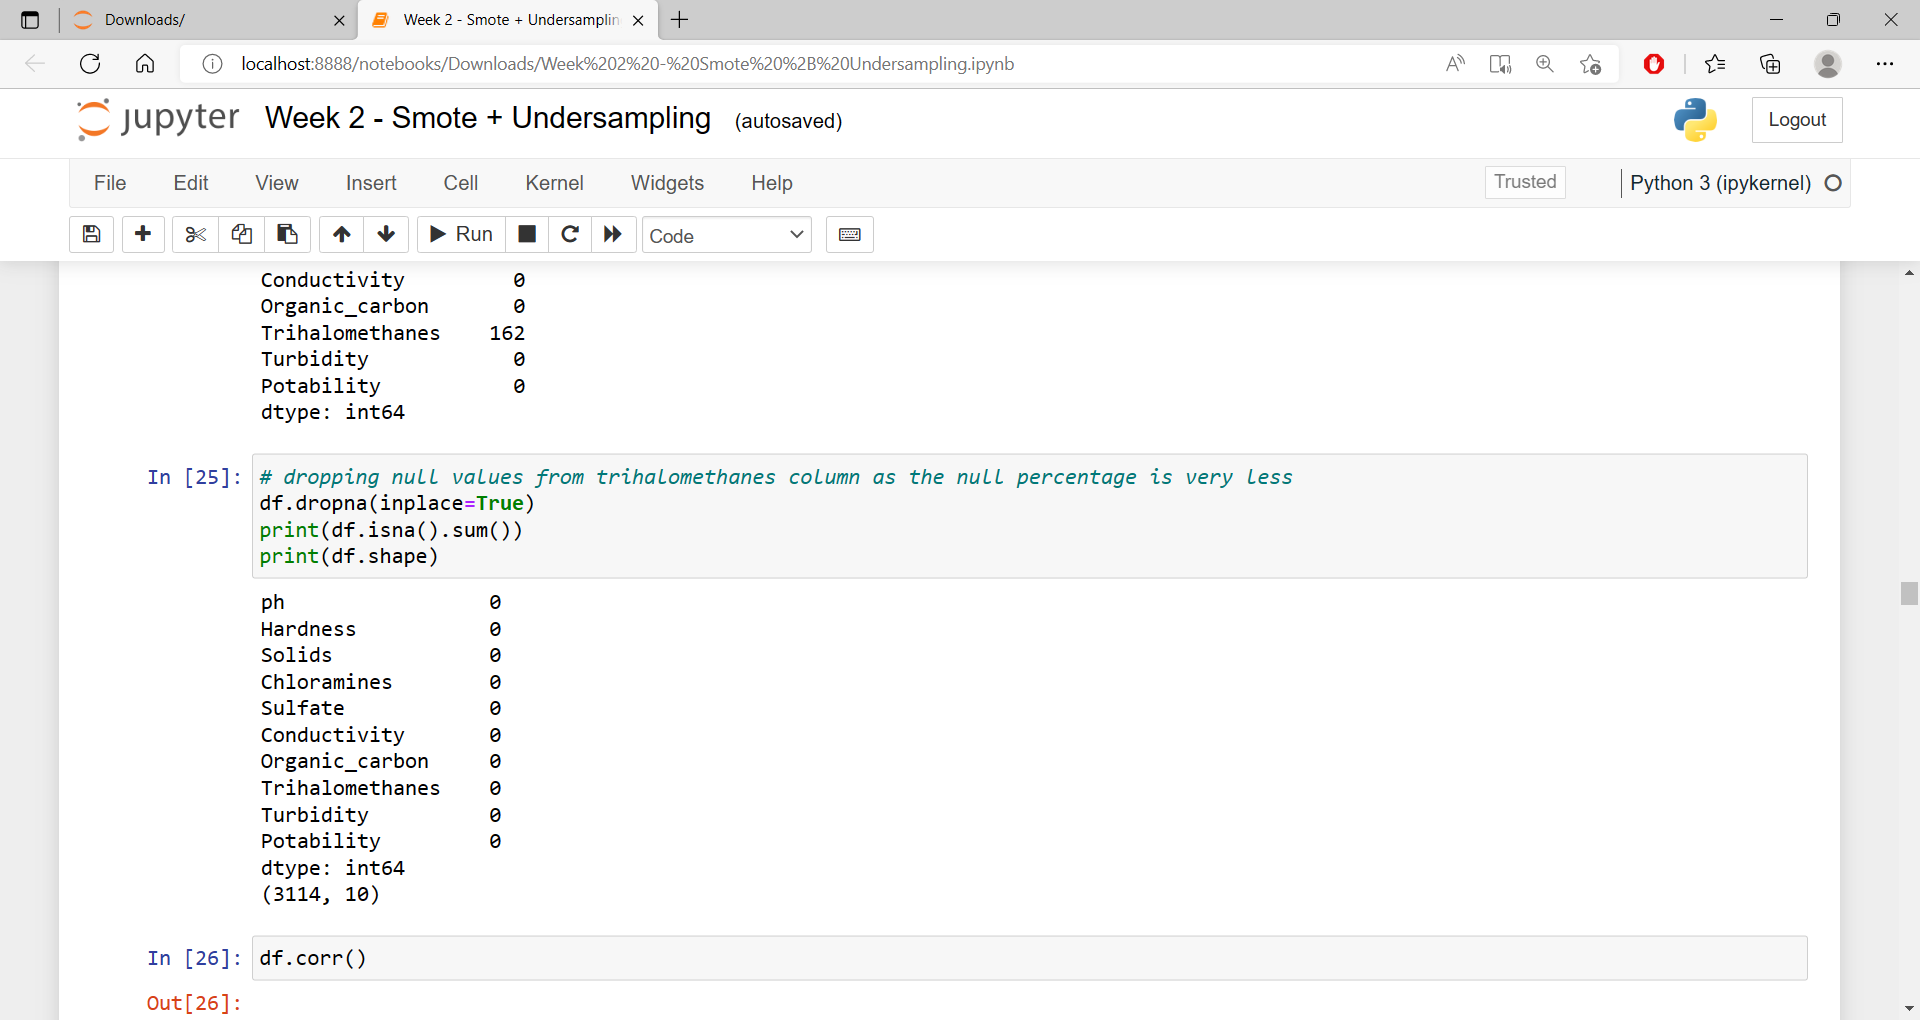 Downloads/
Week 2 - Smote + Undersamplin
localhost:8888/notebooks/Downloads/Week%202%20-%20Smote%20%2B%20Undersampling.ipynb
jupyter Week 2 - Smote + Undersampling (autosaved)
Logout
File Edit View Insert Cell Kernel Widgets Help
Trusted
Python 3 (ipykernel)
Run
Code
Conductivity 0
Organic_carbon 0
Trihalomethanes 162
Turbidity 0
Potability 0
dtype: int64
In [25]: # dropping null values from trihalomethanes column as the null percentage is very less
df.dropna(inplace=True)
print(df.isna().sum())
print(df.shape)
ph 0
Hardness 0
Solids 0
Chloramines 0
Sulfate 0
Conductivity 0
Organic_carbon 0
Trihalomethanes 0
Turbidity 0
Potability 0
dtype: int64
(3114, 10)
In [26]: df.corr()
Out[26]: